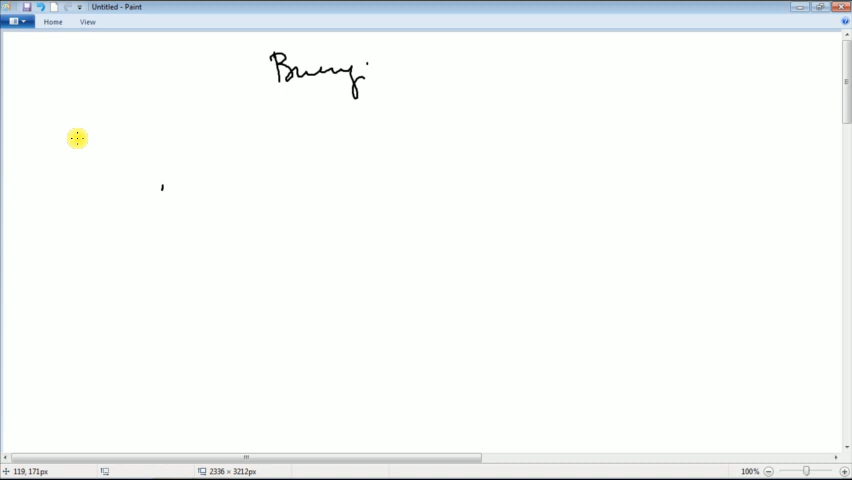 Untitled - Paint
Home View
119, 171px
2336 × 3212px
100%